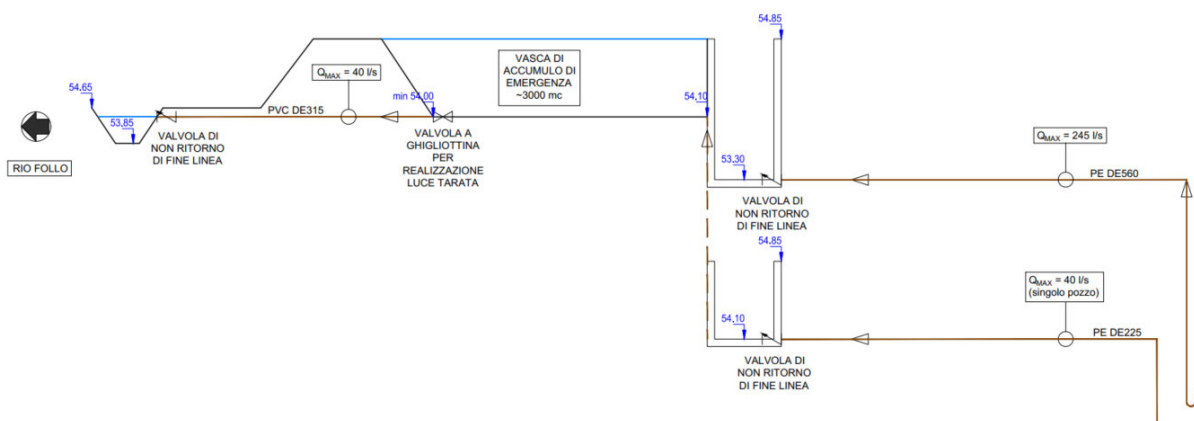 54.85
VASCA DI
ACCUMULO DI
EMERGENZA
~3000 mc
QMAX = 40 l/s
54.65
min 54.00
54.10
PVC DE315
53.85
VALVOLA DI
NON RITORNO
DI FINE LINEA
VALVOLA A
GHIGLIOTTINA
PER
REALIZZAZIONE
LUCE TARATA
RIO FOLLO
QMAX = 245 l/s
53.30
PE DE560
VALVOLA DI
NON RITORNO
DI FINE LINEA
54.85
QMAX = 40 l/s
(singolo pozzo)
54.10
PE DE225
VALVOLA DI
NON RITORNO
DI FINE LINEA